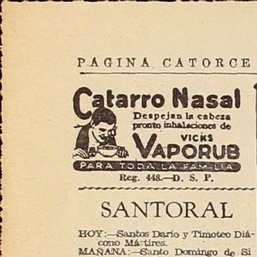 PAGINA CATORCE
Catarro Nasal
Despejan la cabeza
pronto inhalaciones de
VICKS
VAPORUB
PARA TODA LA FAMILIA
Reg. 448.—D. S. P.
SANTORAL
HOY:—Santos Darío y Timoteo Diá-
cono Mártires.
MAÑANA:—Santo Domingo de Si